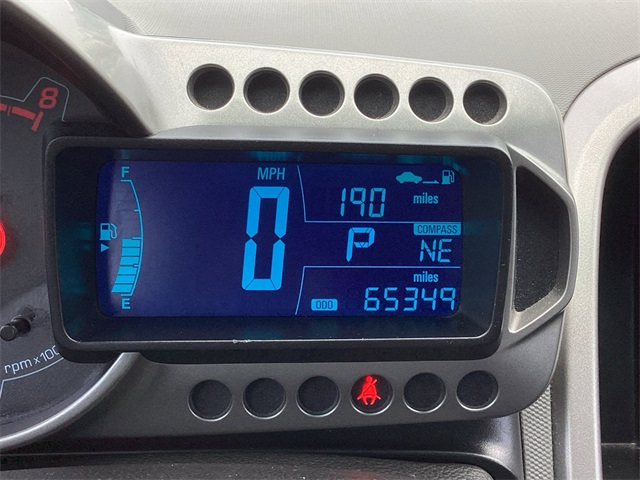 8
F
MPH
190
miles
COMPASS
0
P
NE
miles
E
ODO
65349
rpm x100